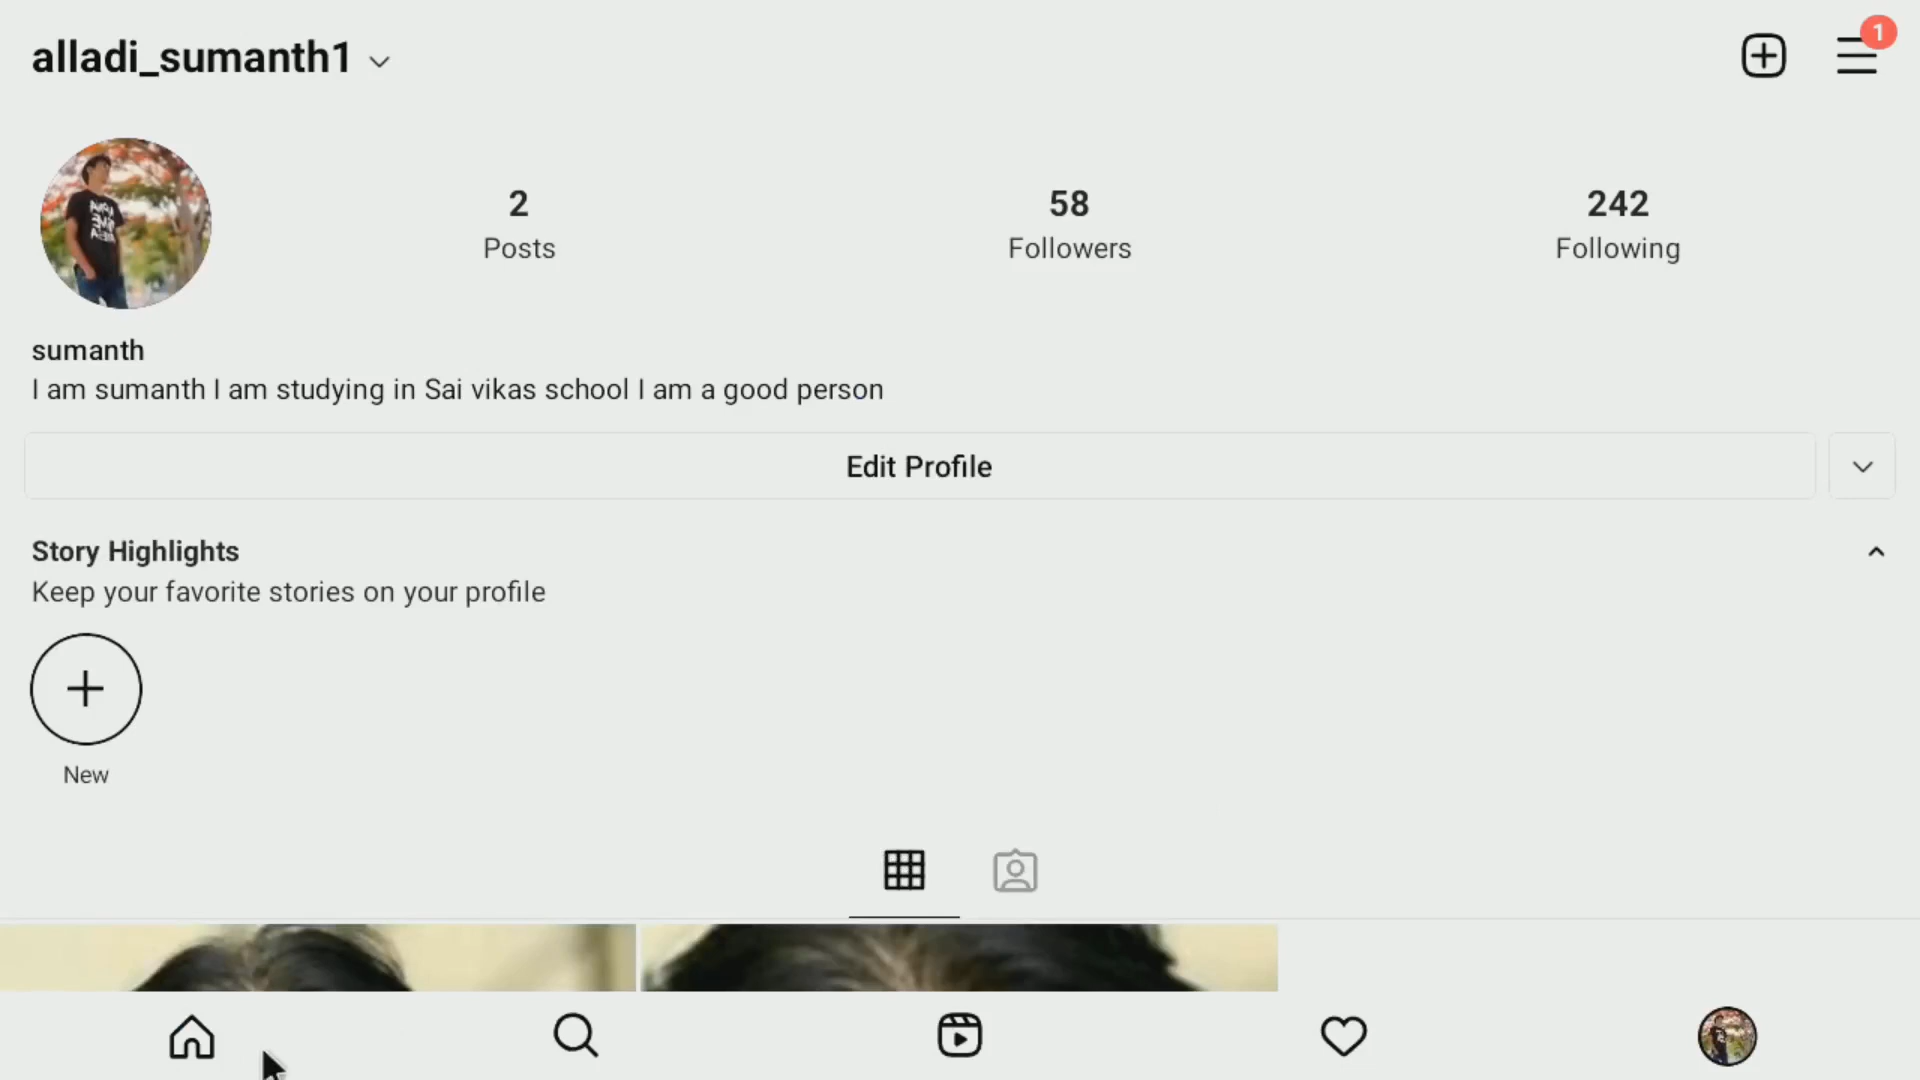 alladi_sumanth1
1
2
Posts
58
Followers
242
Following
sumanth
I am sumanth I am studying in Sai vikas school I am a good person
Edit Profile
Story Highlights
Keep your favorite stories on your profile
New